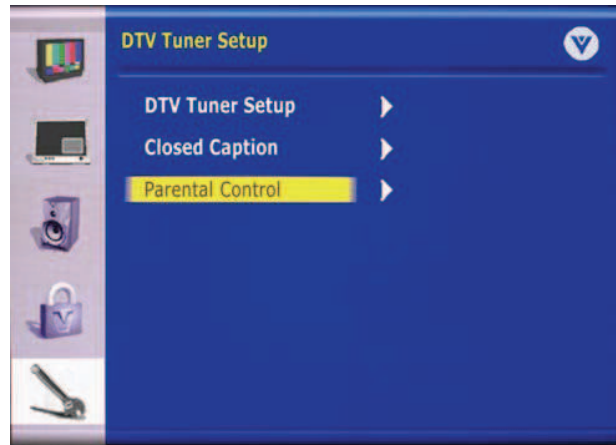 DTV Tuner Setup
DTV Tuner Setup
Closed Caption
Parental Control